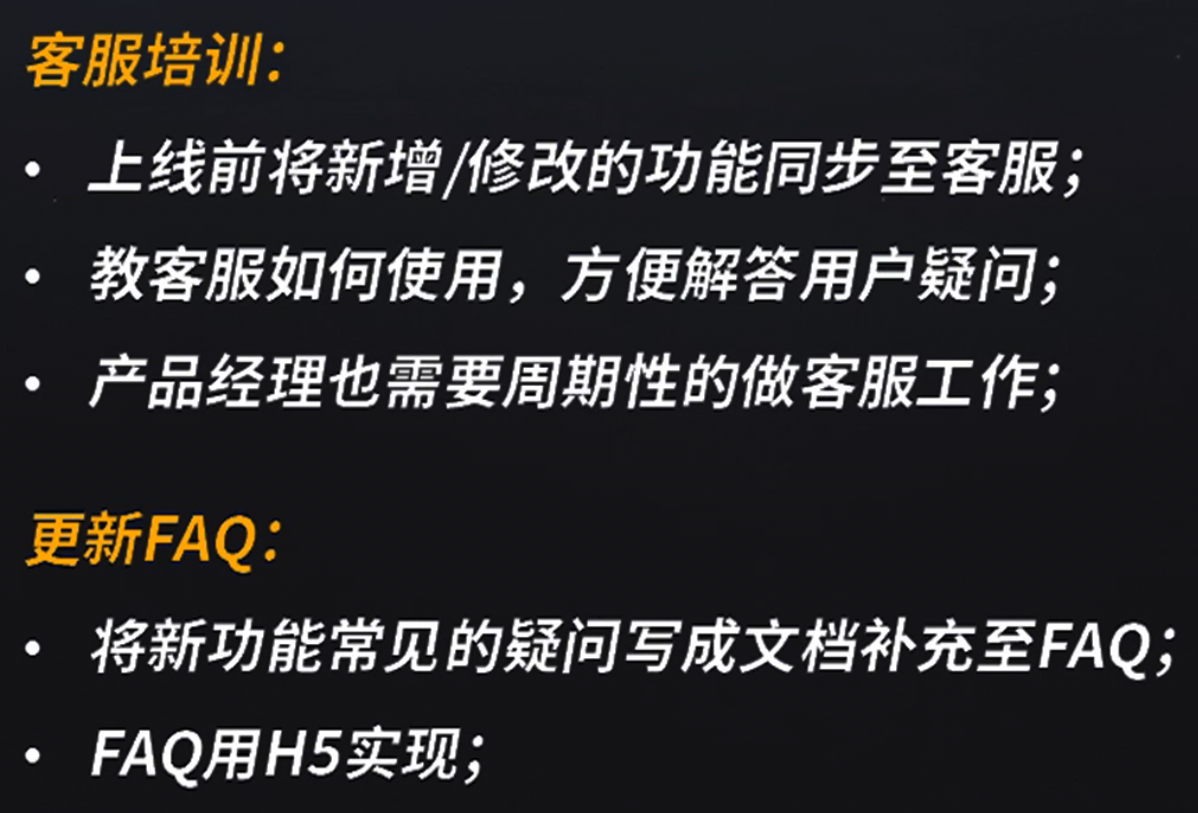 客服培训：
• 上线前将新增/修改的功能同步至客服；
• 教客服如何使用，方便解答用户疑问；
• 产品经理也需要周期性的做客服工作；
更新FAQ：
• 将新功能常见的疑问写成文档补充至FAQ；
• FAQ用H5实现；